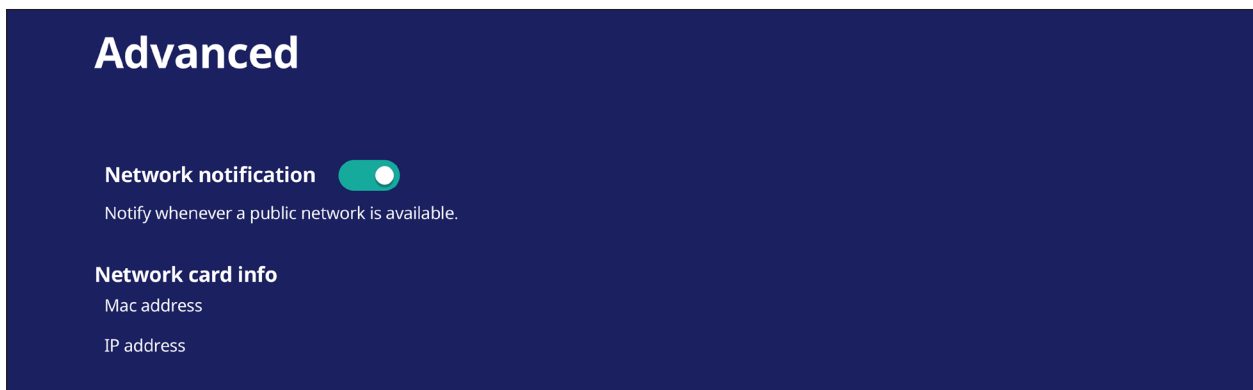 Advanced
Network notification
Notify whenever a public network is available.
Network card info
Mac address
IP address